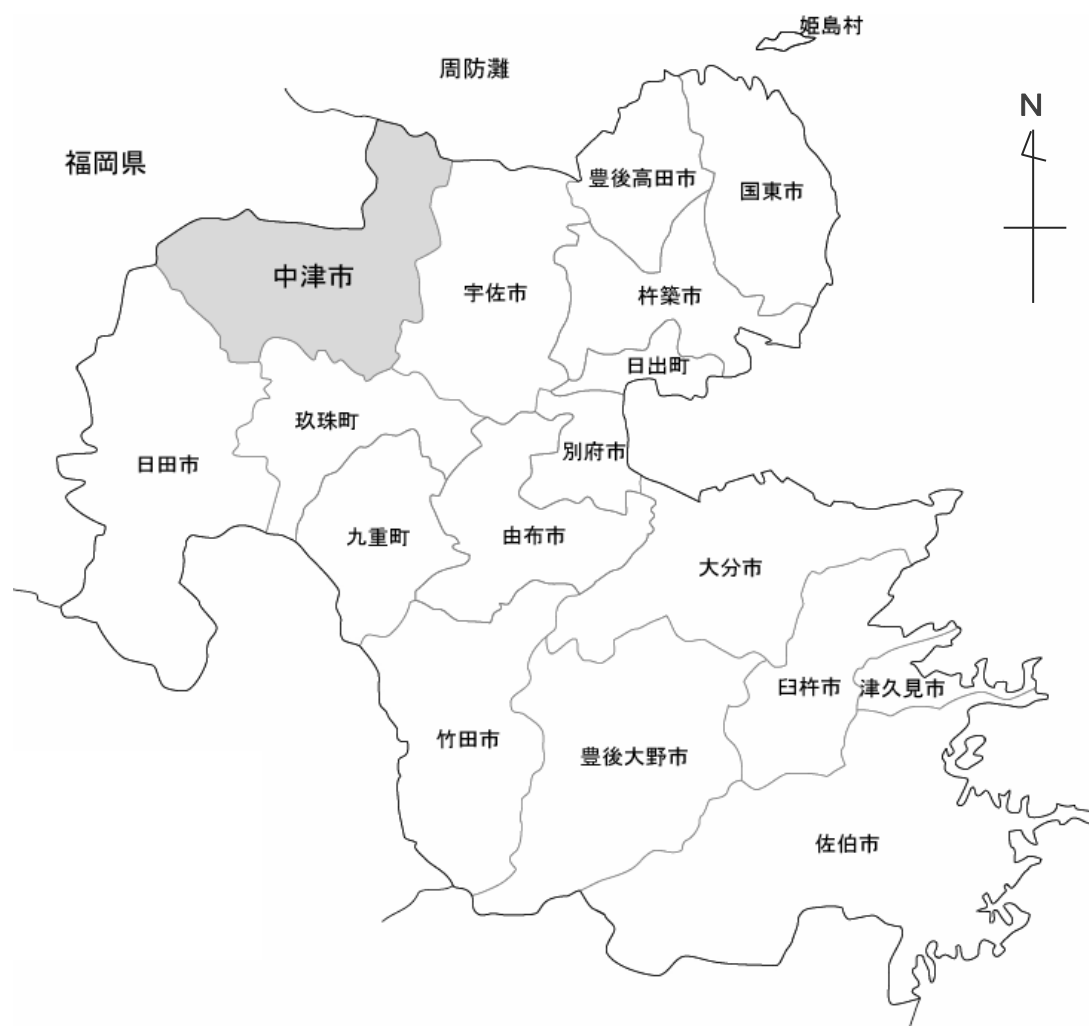 姫島村
周防灘
N
福岡県
豊後高田市
国東市
中津市
宇佐市
杵築市
日出町
玖珠町
別府市
日田市
九重町
由布市
大分市
臼杵市
津久見市
竹田市
豊後大野市
佐伯市